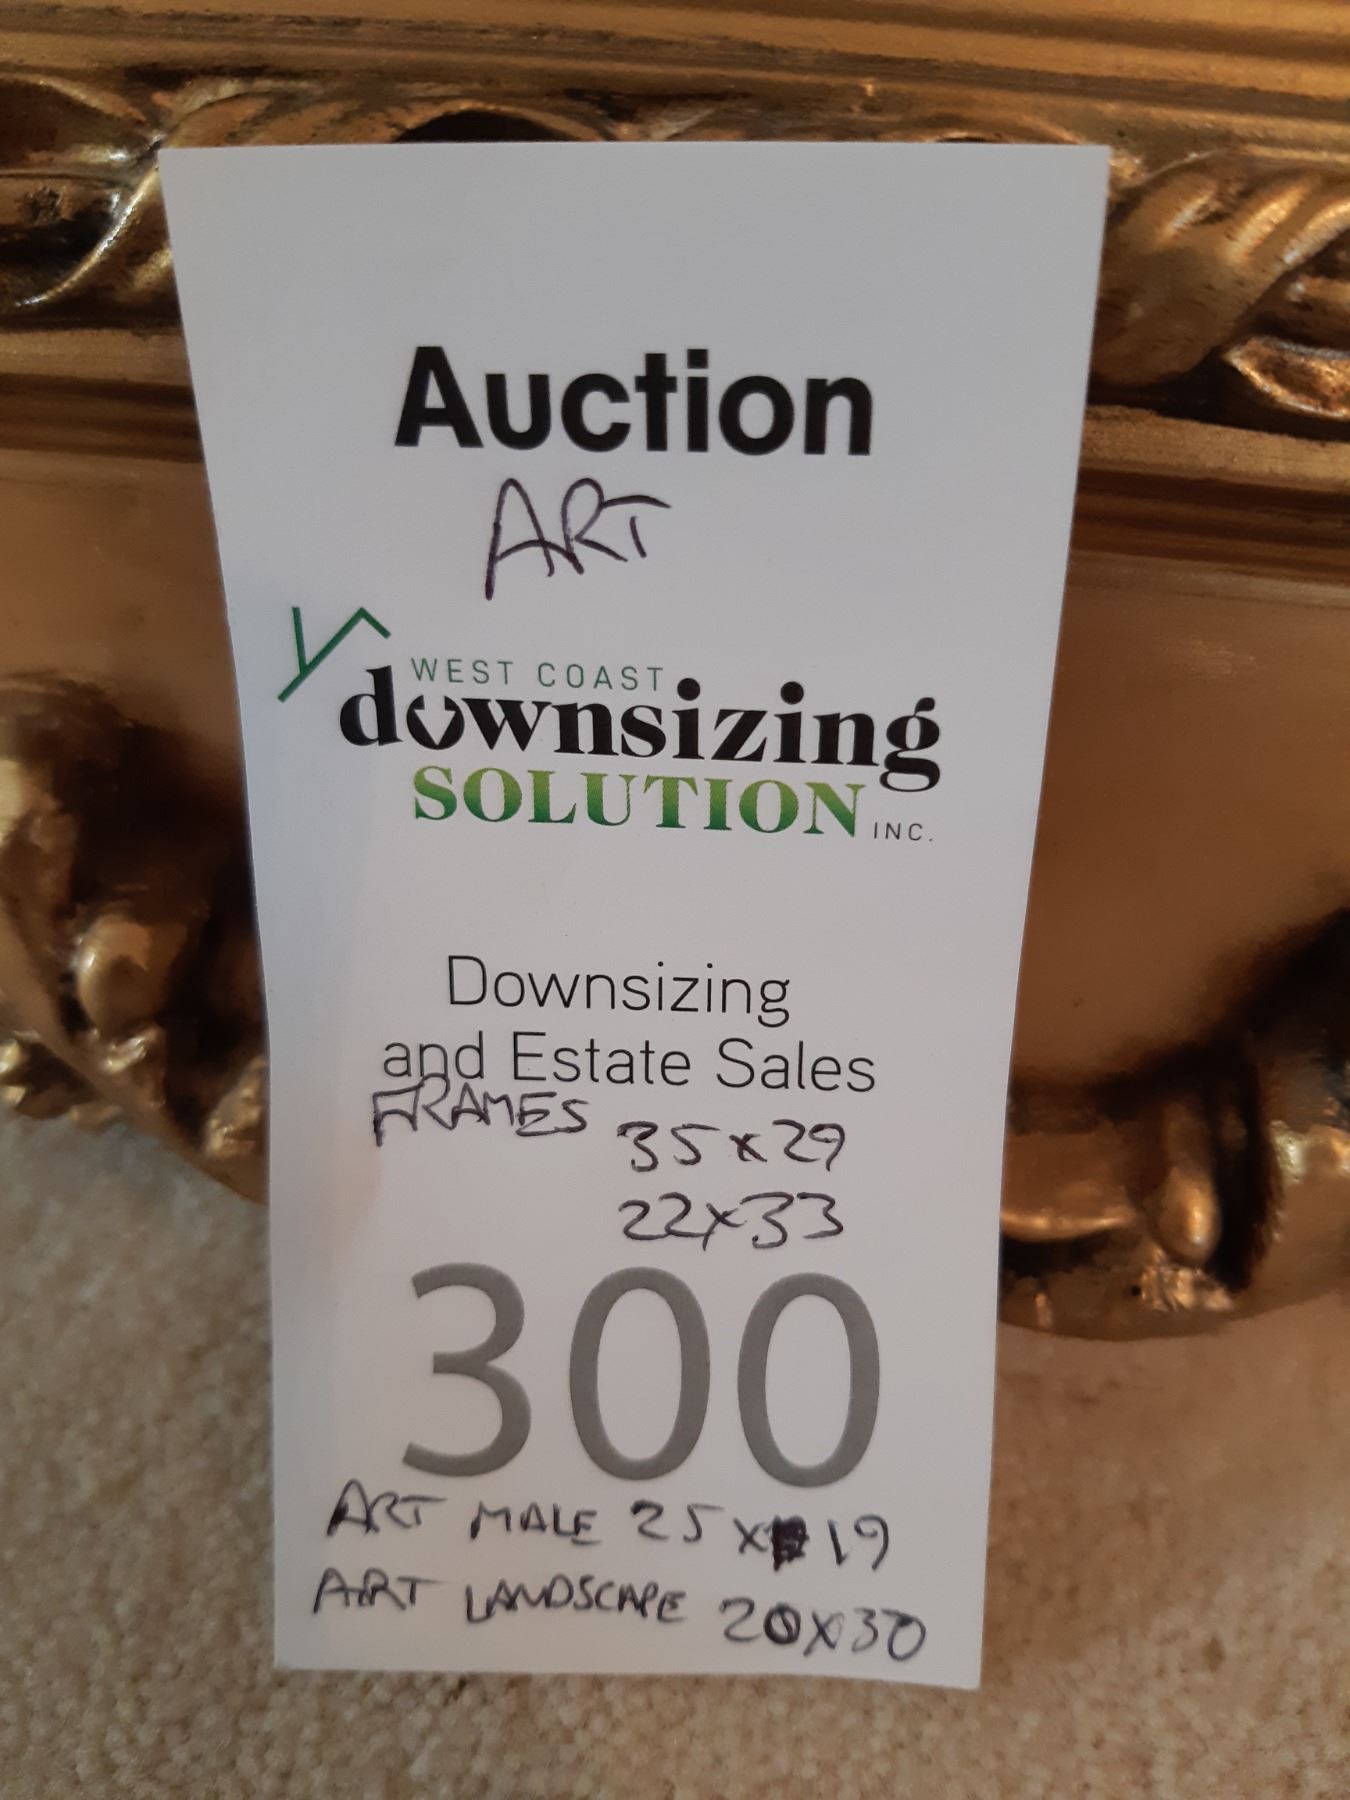 Auction
ART
WEST COAST
downsizing
SOLUTION INC.
Downsizing
and Estate Sales
FRAMES 35x29
22x33
300
ART MALE 25x19
ART LANDSCAPE 20x30